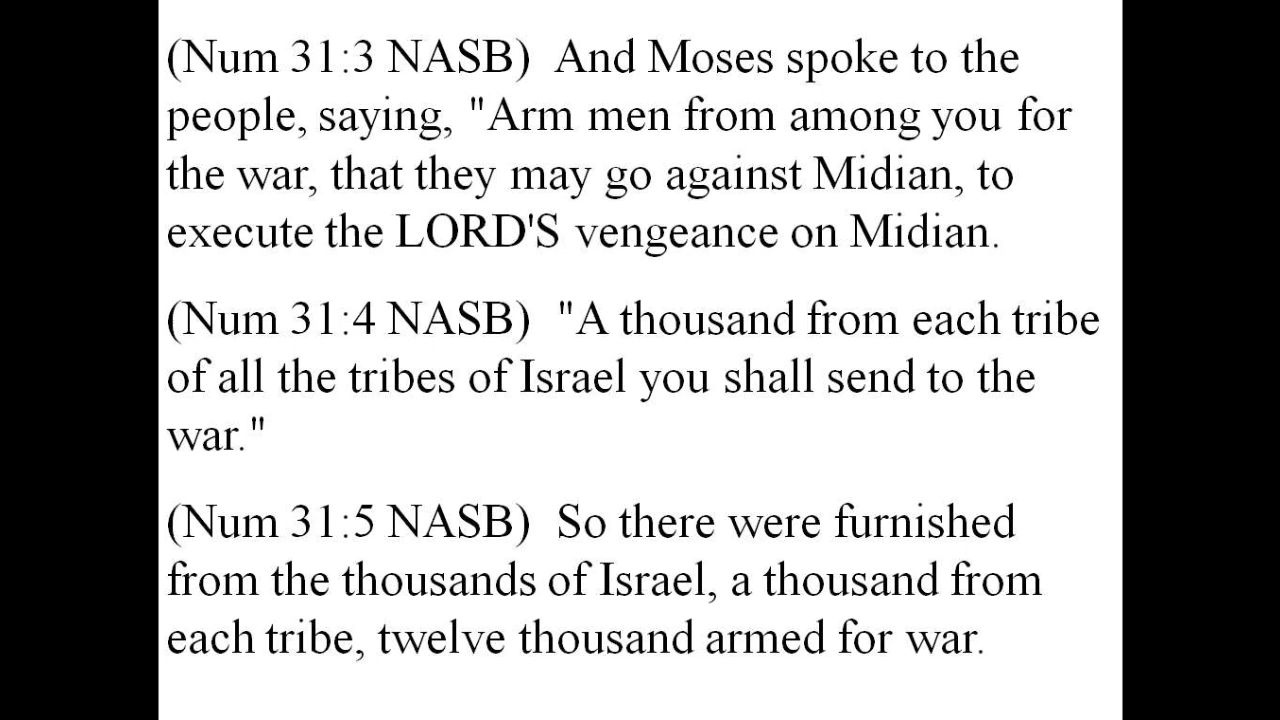 (Num 31:3 NASB)  And Moses spoke to the
people, saying, "Arm men from among you for
the war, that they may go against Midian, to
execute the LORD'S vengeance on Midian.
(Num 31:4 NASB)  "A thousand from each tribe
of all the tribes of Israel you shall send to the
war."
(Num 31:5 NASB)  So there were furnished
from the thousands of Israel, a thousand from
each tribe, twelve thousand armed for war.